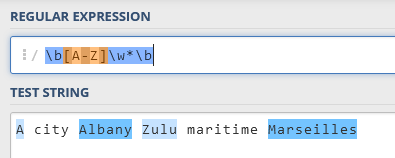 REGULAR EXPRESSION
/ \b[A-Z]\w*\b
TEST STRING
A city Albany Zulu maritime Marseilles